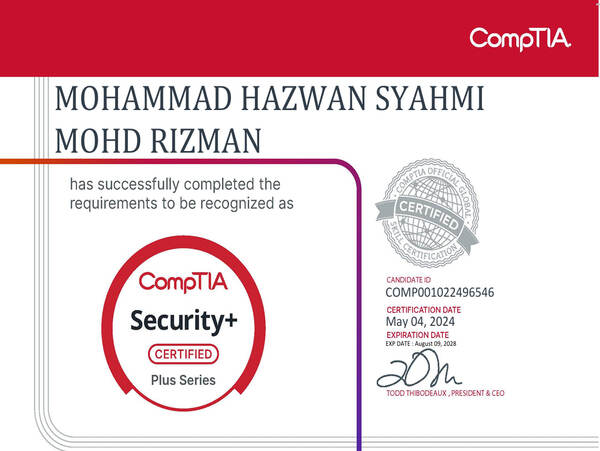 CompTIA.
MOHAMMAD HAZWAN SYAHMI
MOHD RIZMAN
has successfully completed the
requirements to be recognized as
COMPTIA OFFICIAL GLOBAL
CERTIFIED
SKILL CERTIFICATION
CompTIA
Security+
CERTIFIED
Plus Series
CANDIDATE ID
COMP001022496546
CERTIFICATION DATE
May 04, 2024
EXPIRATION DATE
EXP DATE : August 09, 2028
TODD THIBODEAUX , PRESIDENT & CEO